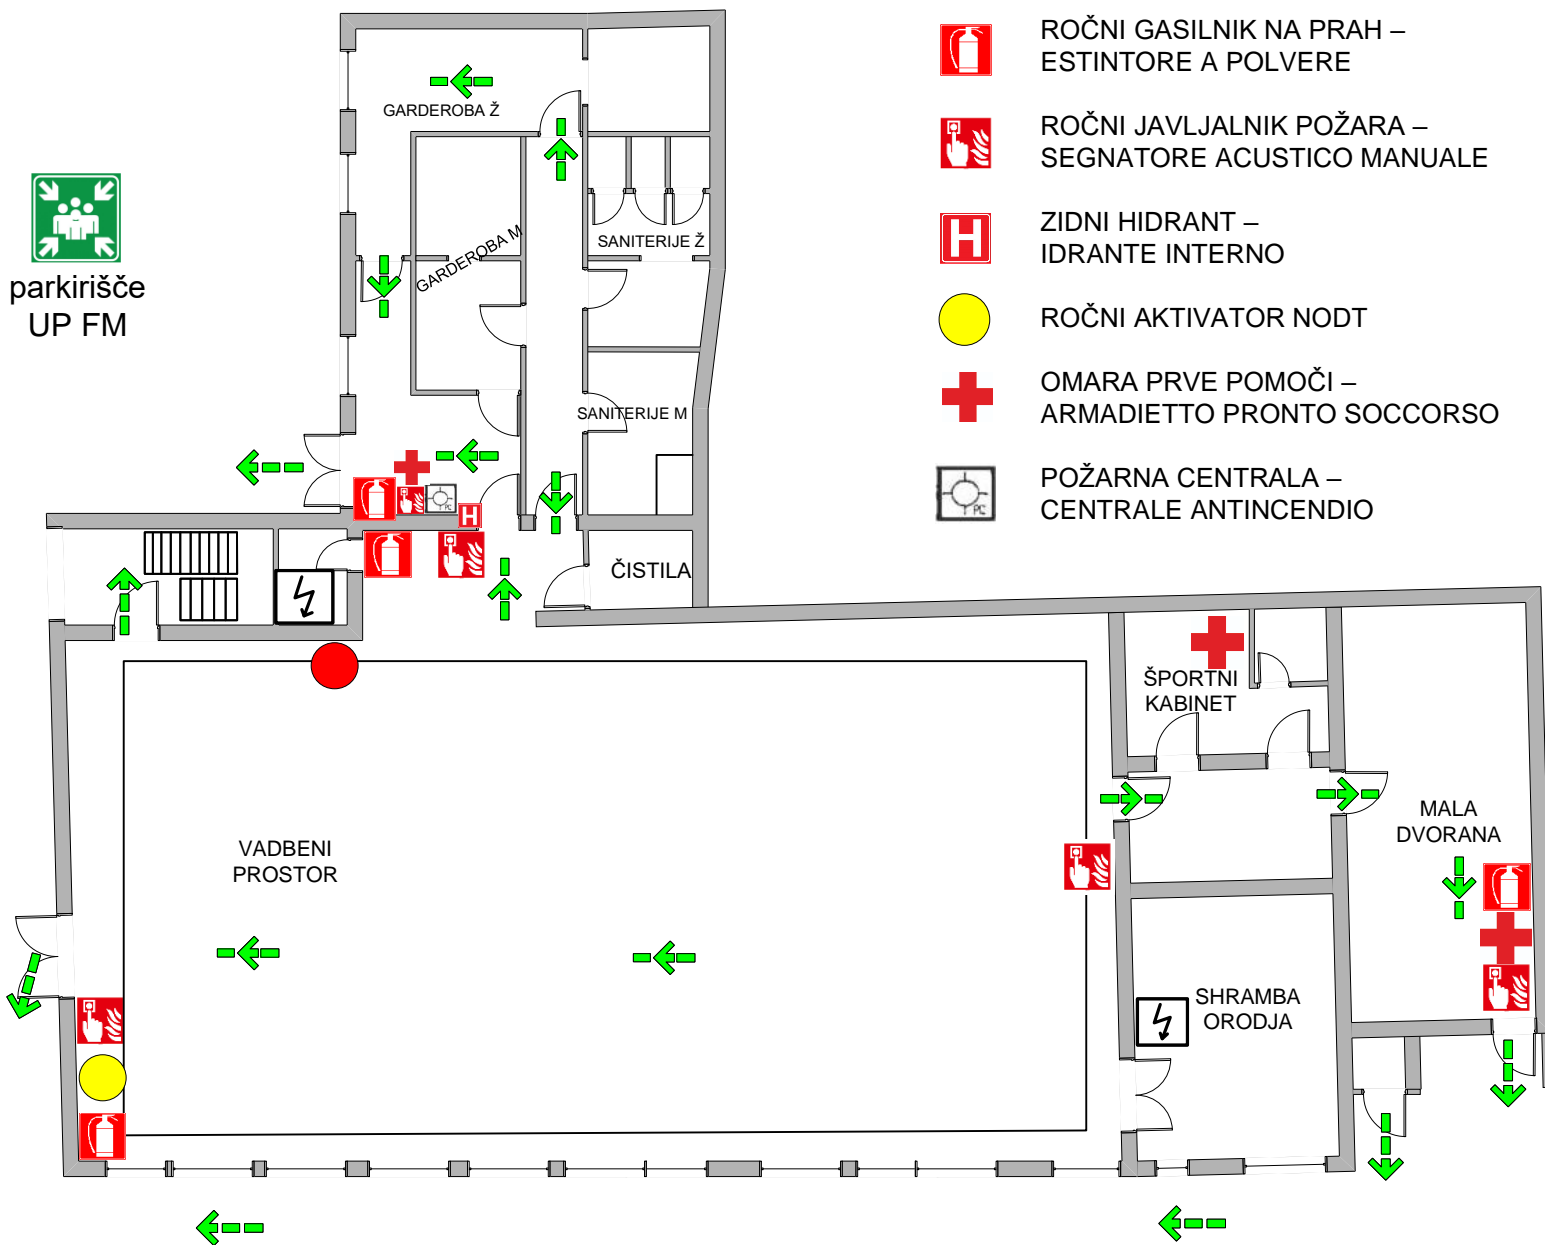 ROČNI GASILNIK NA PRAH –
ESTINTORE A POLVERE
ROČNI JAVLJALNIK POŽARA –
SEGNATORE ACUSTICO MANUALE
H
ZIDNI HIDRANT –
IDRANTE INTERNO
ROČNI AKTIVATOR NODT
OMARA PRVE POMOČI –
ARMADIETTO PRONTO SOCCORSO
PC
POŽARNA CENTRALA –
CENTRALE ANTINCENDIO
parkirišče
UP FM
GARDEROBA Ž
GARDEROBA M
SANITERIJE Ž
SANITERIJE M
PC
H
ČISTILA
ŠPORTNI
KABINET
VADBENI
PROSTOR
MALA
DVORANA
SHRAMBA
ORODJA